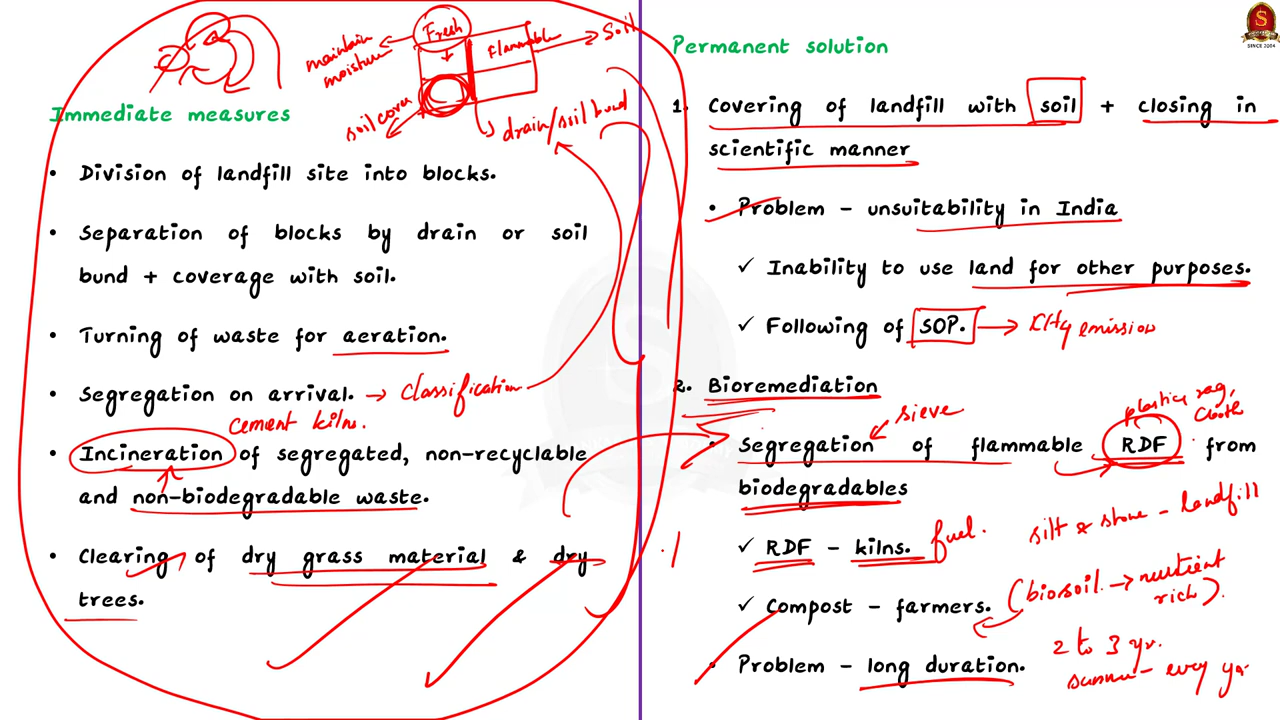 Fresh
Flammable
Soil
maintain
moisture
soil cover
drain/soil bund
Immediate measures
• Division of landfill site into blocks.
• Separation of blocks by drain or soil
bund + coverage with soil.
• Turning of waste for aeration.
• Segregation on arrival. → Classification
cement kilns.
• Incineration of segregated, non-recyclable
and non-biodegradable waste.
• Clearing of dry grass material & dry
trees.
S
SINCE 2004
Permanent solution
1. Covering of landfill with soil + closing in
scientific manner
• Problem – unsuitability in India
✓ Inability to use land for other purposes.
✓ Following of SOP. → CH4 emission
2. Bioremediation
plastics, rag,
cloth
sieve
• Segregation of flammable RDF from
biodegradables
silt & stone - landfill
✓ RDF – kilns. fuel.
✓ Compost – farmers. (biosoil → nutrient
rich).
• Problem – long duration. 2 to 3 yr.
summer - every yr